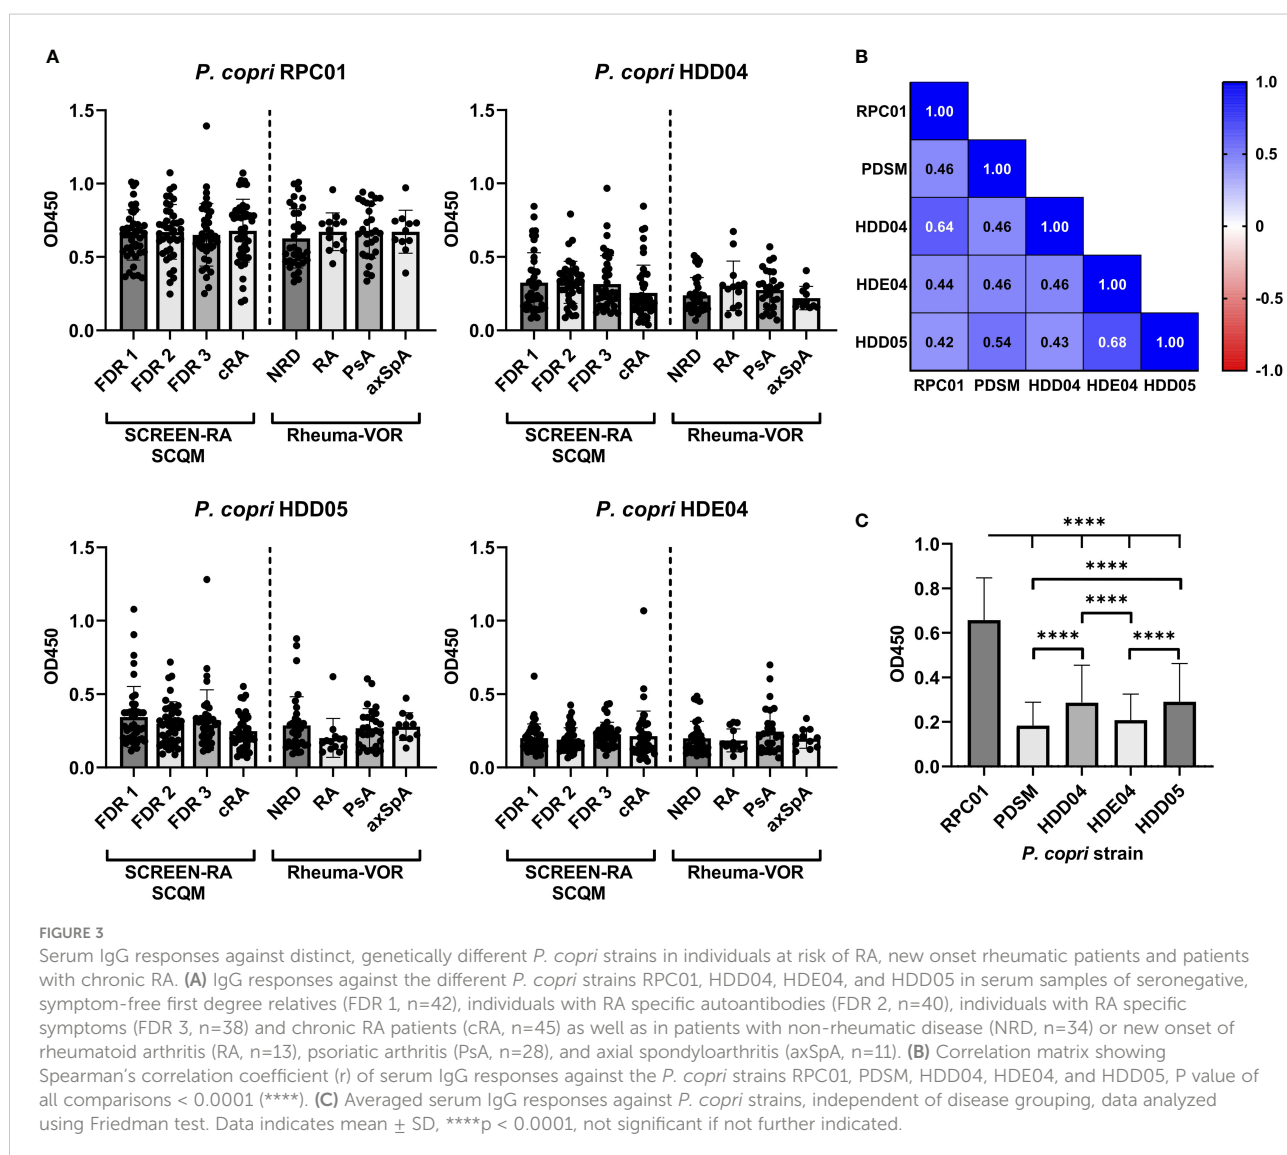 A
P. copri RPC01
1.5
1.0
0.5
0.0
OD450
FDR 1
FDR 2
FDR 3
cRA
NRD
RA
PsA
axSpA
SCREEN-RA
SCQM
Rheuma-VOR
P. copri HDD04
1.5
1.0
0.5
0.0
OD450
FDR 1
FDR 2
FDR 3
cRA
NRD
RA
PsA
axSpA
SCREEN-RA
SCQM
Rheuma-VOR
P. copri HDD05
1.5
1.0
0.5
0.0
OD450
FDR 1
FDR 2
FDR 3
cRA
NRD
RA
PsA
axSpA
SCREEN-RA
SCQM
Rheuma-VOR
P. copri HDE04
1.5
1.0
0.5
0.0
OD450
FDR 1
FDR 2
FDR 3
cRA
NRD
RA
PsA
axSpA
SCREEN-RA
SCQM
Rheuma-VOR
B
RPC01 1.00
PDSM 0.46 1.00
HDD04 0.64 0.46 1.00
HDE04 0.44 0.46 0.46 1.00
HDD05 0.42 0.54 0.43 0.68 1.00
RPC01 PDSM HDD04 HDE04 HDD05
1.0
0.5
0
-0.5
-1.0
C
****
****
****
**** ****
1.0
0.8
0.6
0.4
0.2
0.0
OD450
RPC01
PDSM
HDD04
HDE04
HDD05
P. copri strain
FIGURE 3
Serum IgG responses against distinct, genetically different P. copri strains in individuals at risk of RA, new onset rheumatic patients and patients
with chronic RA. (A) IgG responses against the different P. copri strains RPC01, HDD04, HDE04, and HDD05 in serum samples of seronegative,
symptom-free first degree relatives (FDR 1, n=42), individuals with RA specific autoantibodies (FDR 2, n=40), individuals with RA specific
symptoms (FDR 3, n=38) and chronic RA patients (cRA, n=45) as well as in patients with non-rheumatic disease (NRD, n=34) or new onset of
rheumatoid arthritis (RA, n=13), psoriatic arthritis (PsA, n=28), and axial spondyloarthritis (axSpA, n=11). (B) Correlation matrix showing
Spearman's correlation coefficient (r) of serum IgG responses against the P. copri strains RPC01, PDSM, HDD04, HDE04, and HDD05, P value of
all comparisons < 0.0001 (****). (C) Averaged serum IgG responses against P. copri strains, independent of disease grouping, data analyzed
using Friedman test. Data indicates mean ± SD, ****p < 0.0001, not significant if not further indicated.